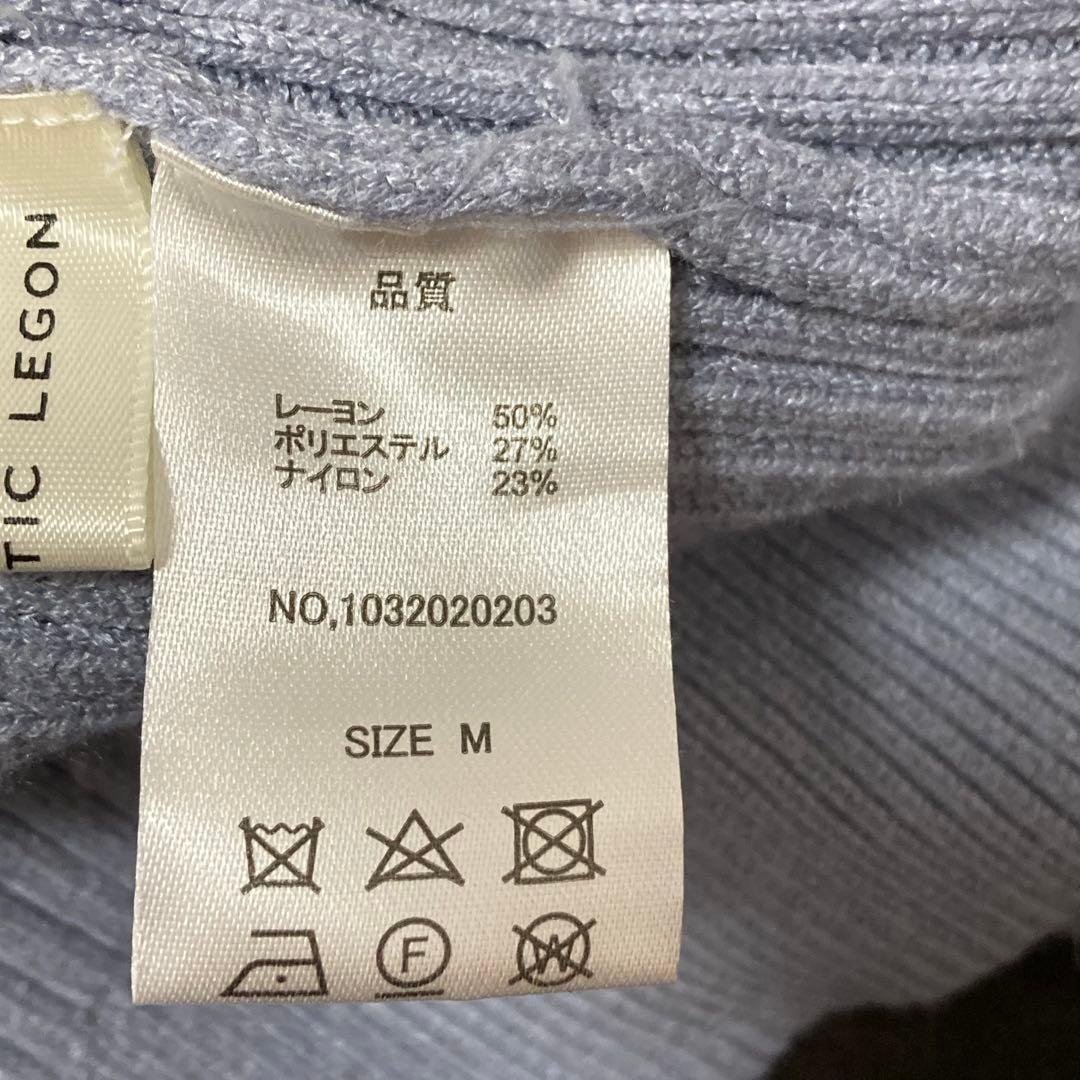 TIC LEGON
品質
レーヨン 50%
ポリエステル 27%
ナイロン 23%
NO,1032020203
SIZE M
F
W